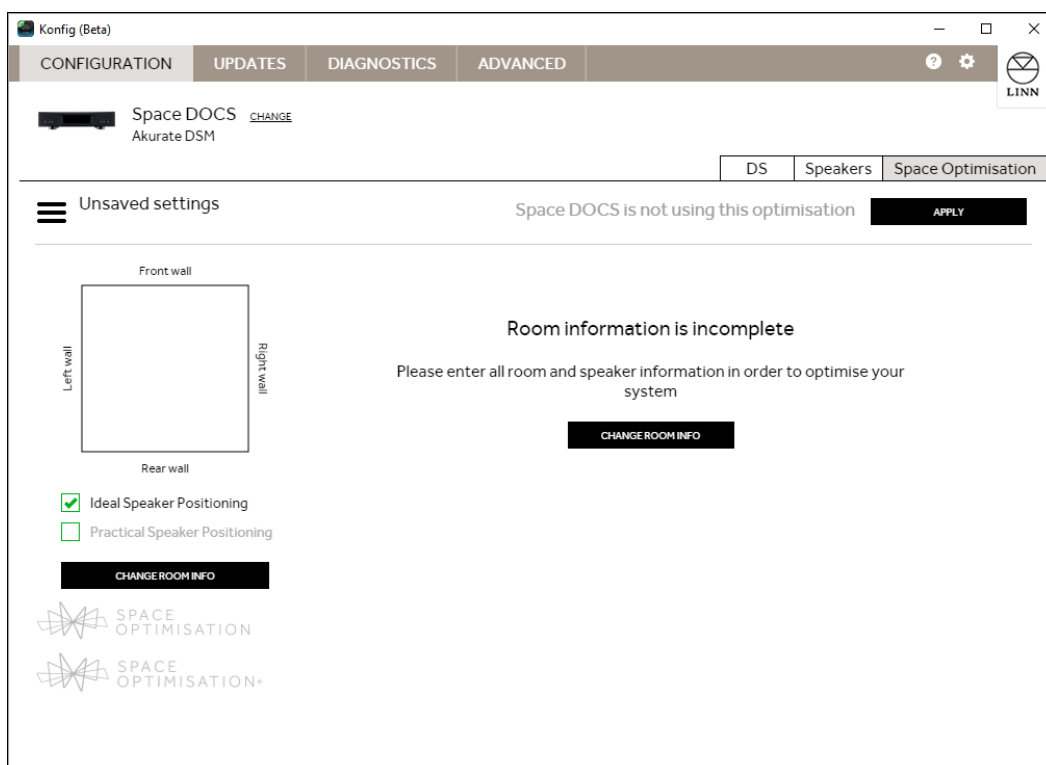 Konfig (Beta)
CONFIGURATION UPDATES DIAGNOSTICS ADVANCED
?
LINN
Space DOCS CHANGE
Akurate DSM
DS Speakers Space Optimisation
Unsaved settings
Space DOCS is not using this optimisation APPLY
Front wall
Left wall
Right wall
Rear wall
Room information is incomplete
Please enter all room and speaker information in order to optimise your
system
CHANGE ROOM INFO
Ideal Speaker Positioning
Practical Speaker Positioning
CHANGE ROOM INFO
SPACE
OPTIMISATION
SPACE
OPTIMISATION+